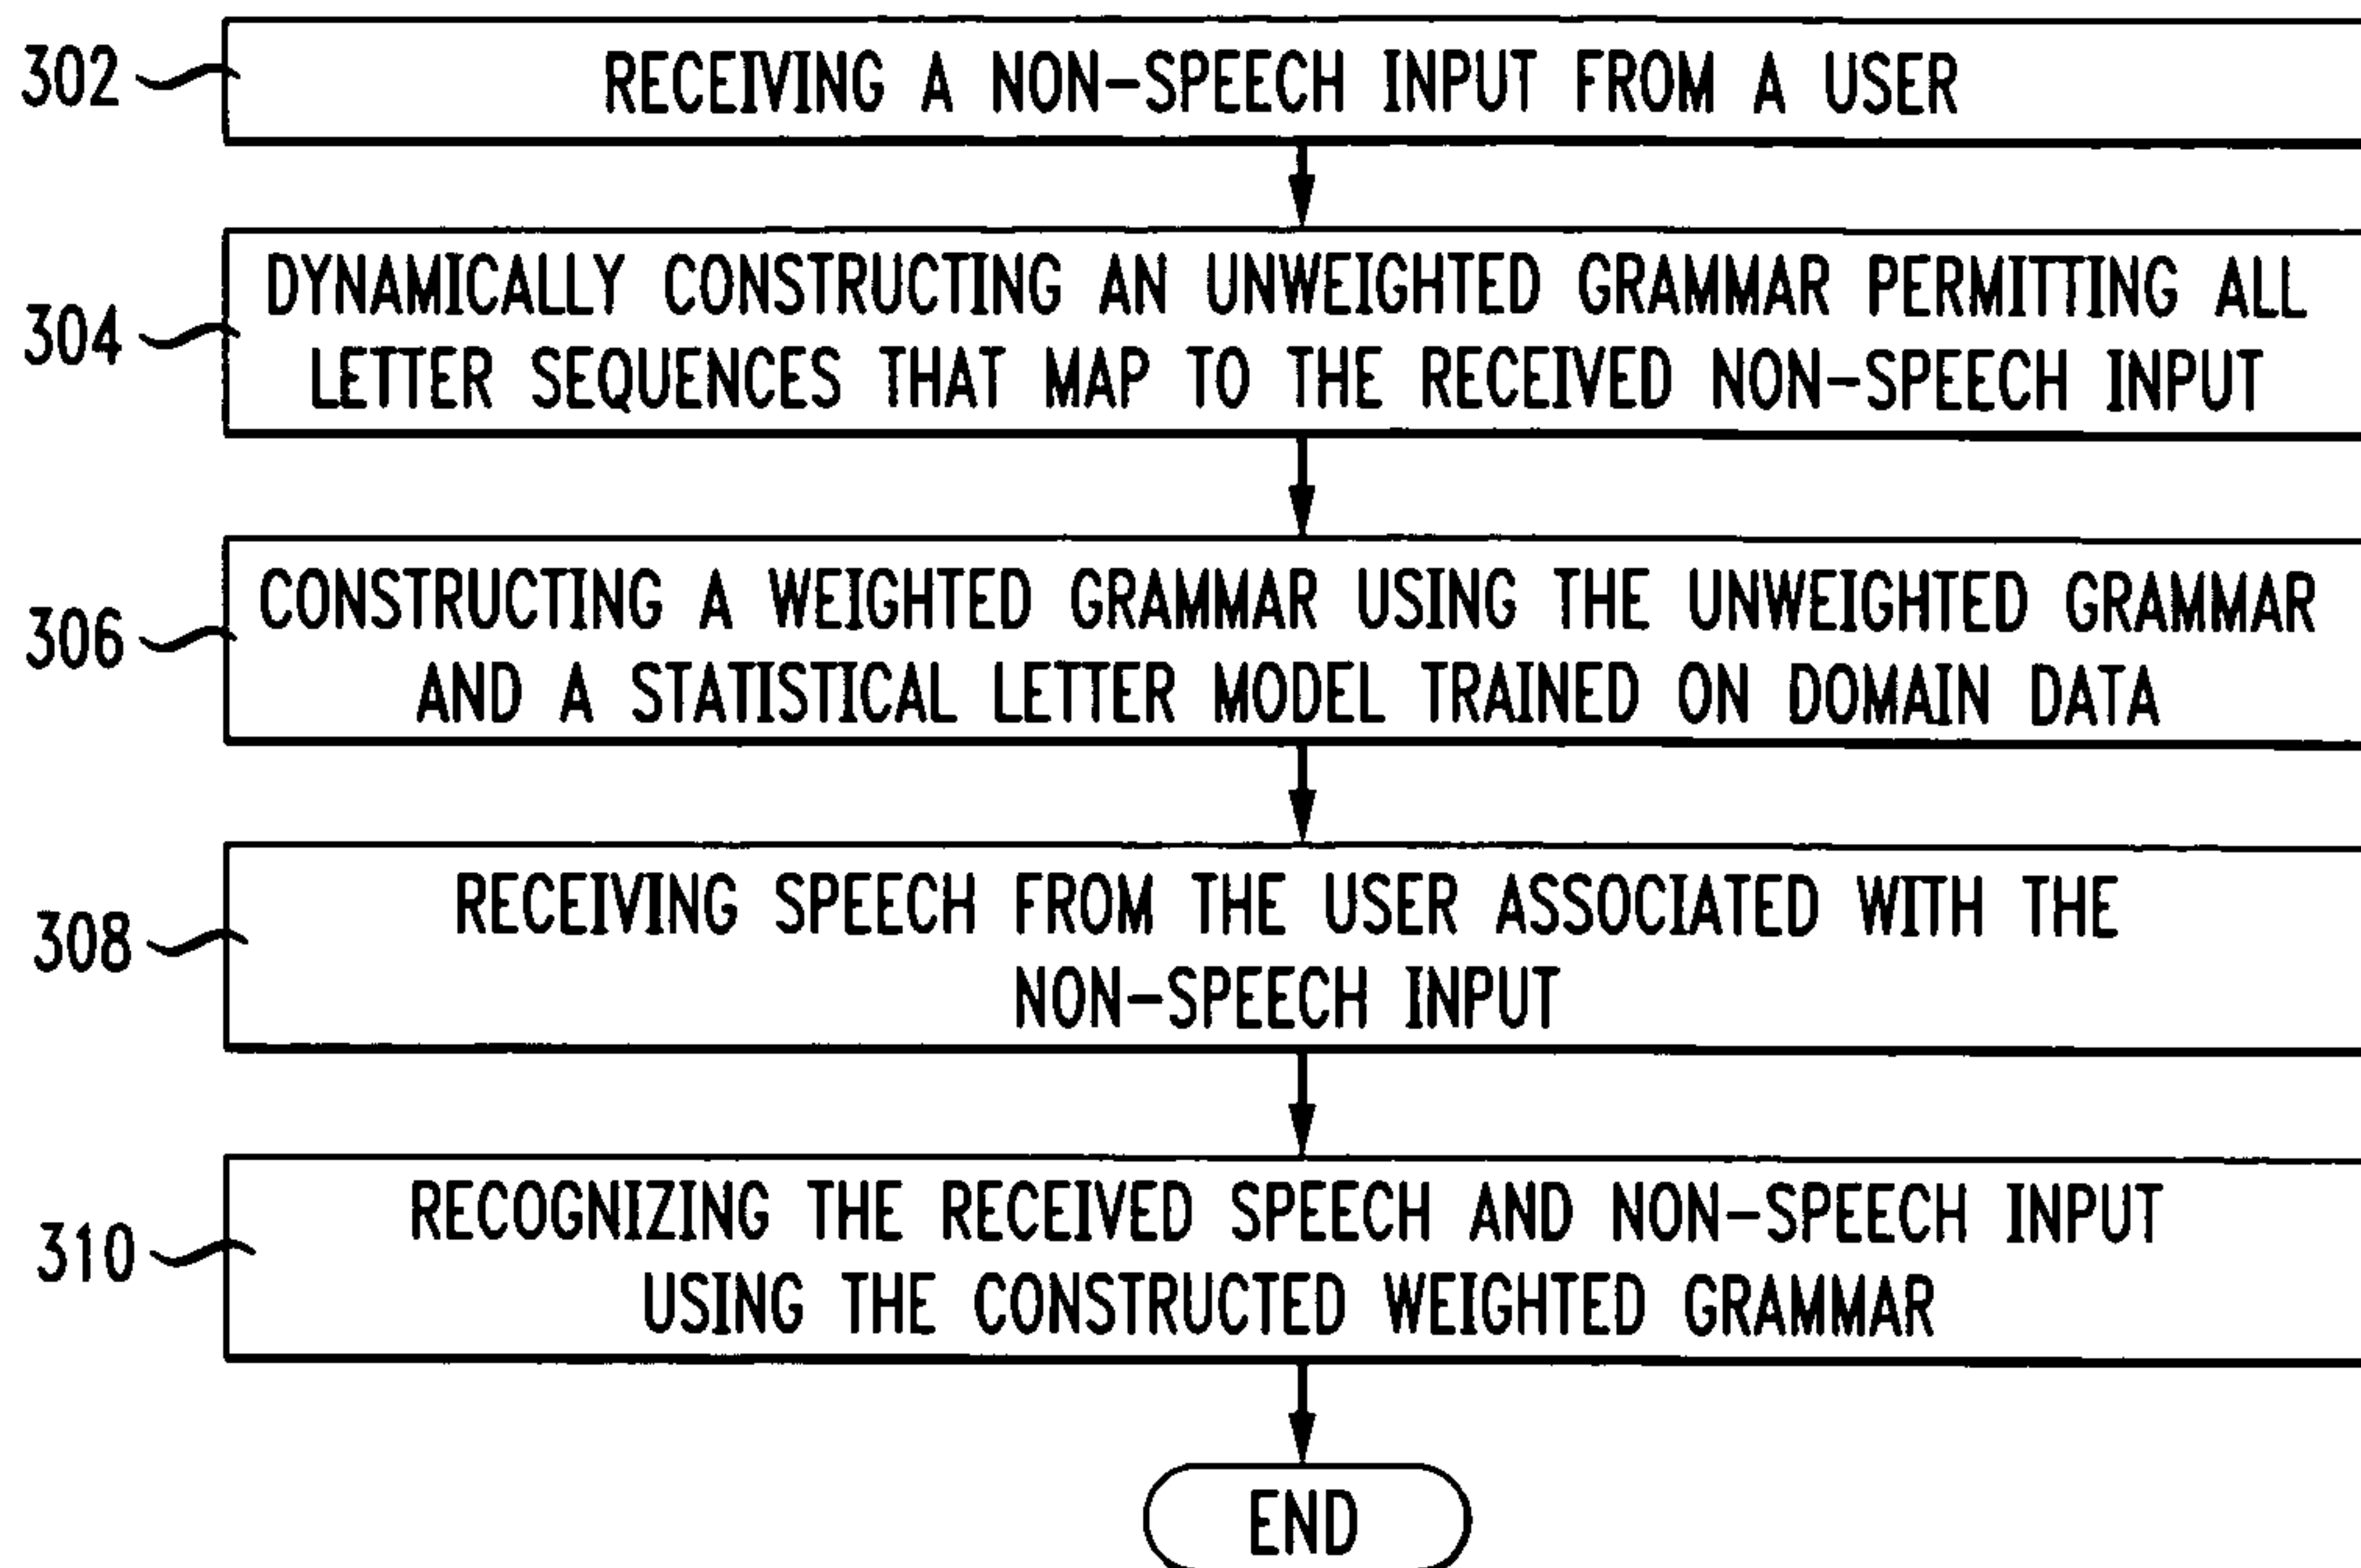 302
RECEIVING A NON-SPEECH INPUT FROM A USER
304
DYNAMICALLY CONSTRUCTING AN UNWEIGHTED GRAMMAR PERMITTING ALL
LETTER SEQUENCES THAT MAP TO THE RECEIVED NON-SPEECH INPUT
306
CONSTRUCTING A WEIGHTED GRAMMAR USING THE UNWEIGHTED GRAMMAR
AND A STATISTICAL LETTER MODEL TRAINED ON DOMAIN DATA
308
RECEIVING SPEECH FROM THE USER ASSOCIATED WITH THE
NON-SPEECH INPUT
310
RECOGNIZING THE RECEIVED SPEECH AND NON-SPEECH INPUT
USING THE CONSTRUCTED WEIGHTED GRAMMAR
END